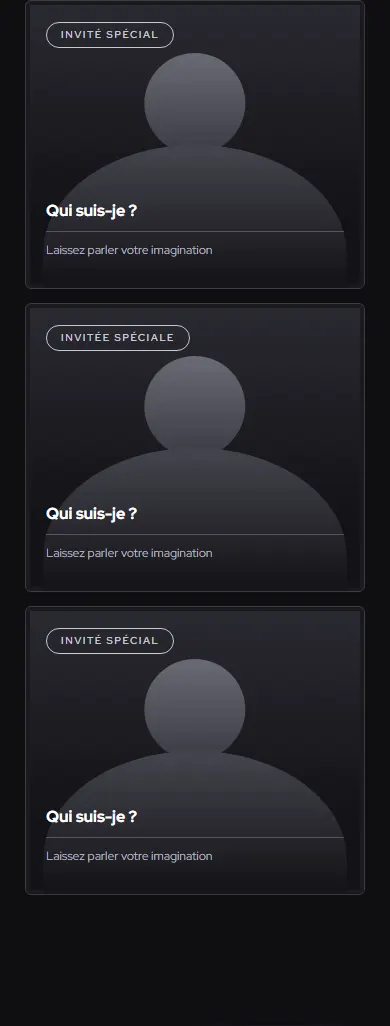 INVITÉ SPÉCIAL
Qui suis-je ?
Laissez parler votre imagination
INVITÉE SPÉCIALE
Qui suis-je ?
Laissez parler votre imagination
INVITÉ SPÉCIAL
Qui suis-je ?
Laissez parler votre imagination